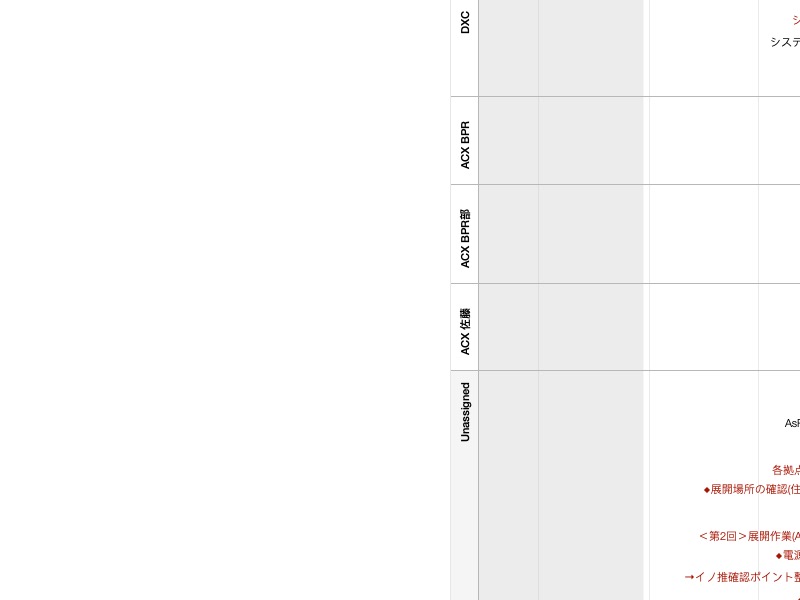 DXC
シ
システ
ACX BPR
ACX BPR部
ACX 佐藤
Unassigned
AsF
各拠点
◆展開場所の確認(住
＜第2回＞展開作業(A
◆電源
→イノ推確認ポイント整